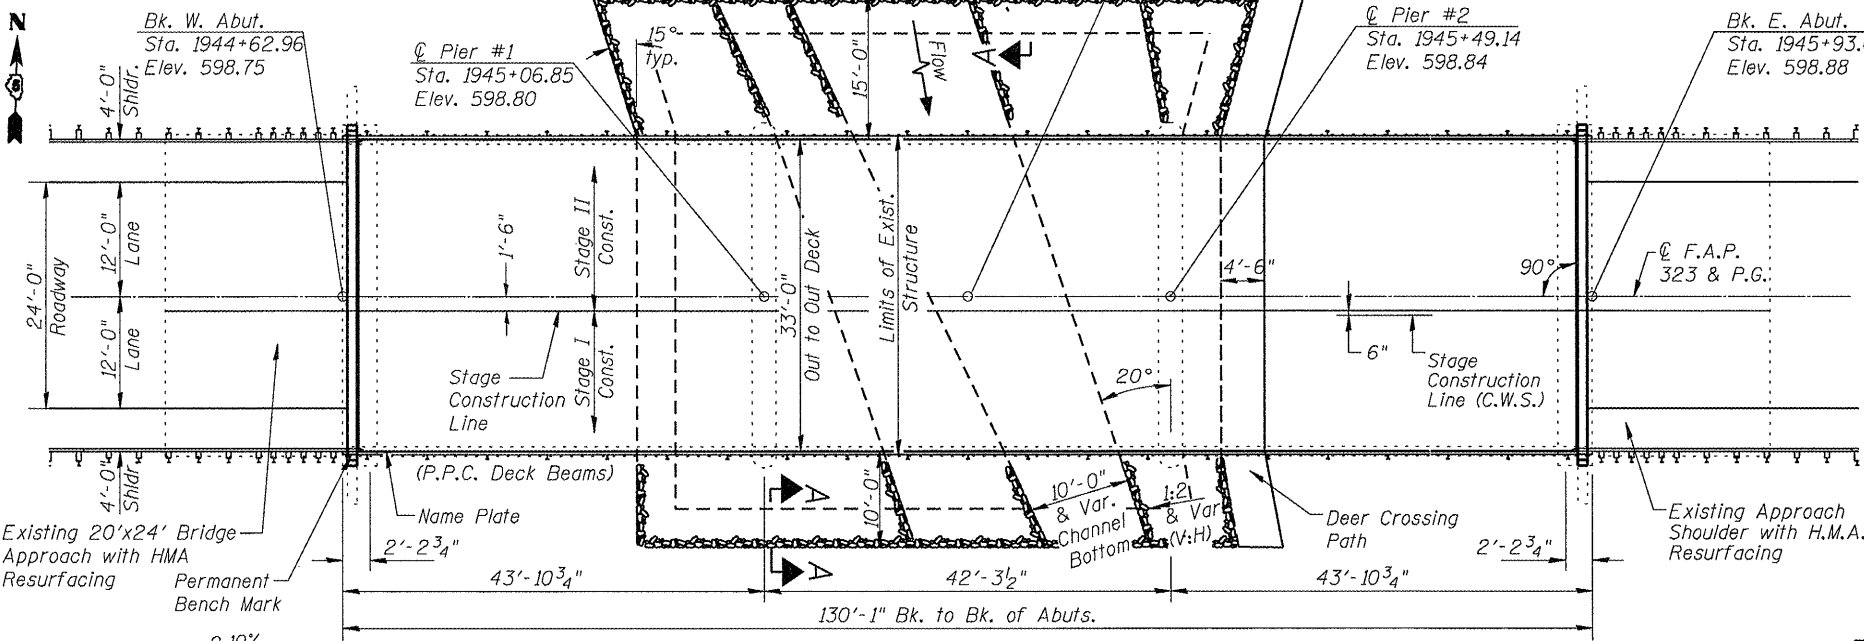 N
Bk. W. Abut.
Sta. 1944+62.96
Elev. 598.75
℄ Pier #1
Sta. 1945+06.85
Elev. 598.80
15°
typ.
15'-0"
Flow
A
℄ Pier #2
Sta. 1945+49.14
Elev. 598.84
Bk. E. Abut.
Sta. 1945+93.
Elev. 598.88
4'-0"
Shldr.
24'-0"
Roadway
12'-0"
Lane
12'-0"
Lane
4'-0"
Shldr
1'-6"
Stage II
Const.
Stage I
Const.
33'-0"
Out to Out Deck
Limits of Exist.
Structure
4'-6"
90°
℄ F.A.P.
323 & P.G.
6"
Stage
Construction
Line
20°
Stage
Construction
Line (C.W.S.)
(P.P.C. Deck Beams)
Name Plate
A
A
10'-0"
10'-0"
& Var.
Channel
Bottom
1:2
& Var
(V:H)
Deer Crossing
Path
Existing Approach
Shoulder with H.M.A.
Resurfacing
Existing 20'x24' Bridge
Approach with HMA
Resurfacing
Permanent
Bench Mark
2'-2¾"
2'-2¾"
43'-10¾"
42'-3½"
43'-10¾"
130'-1" Bk. to Bk. of Abuts.